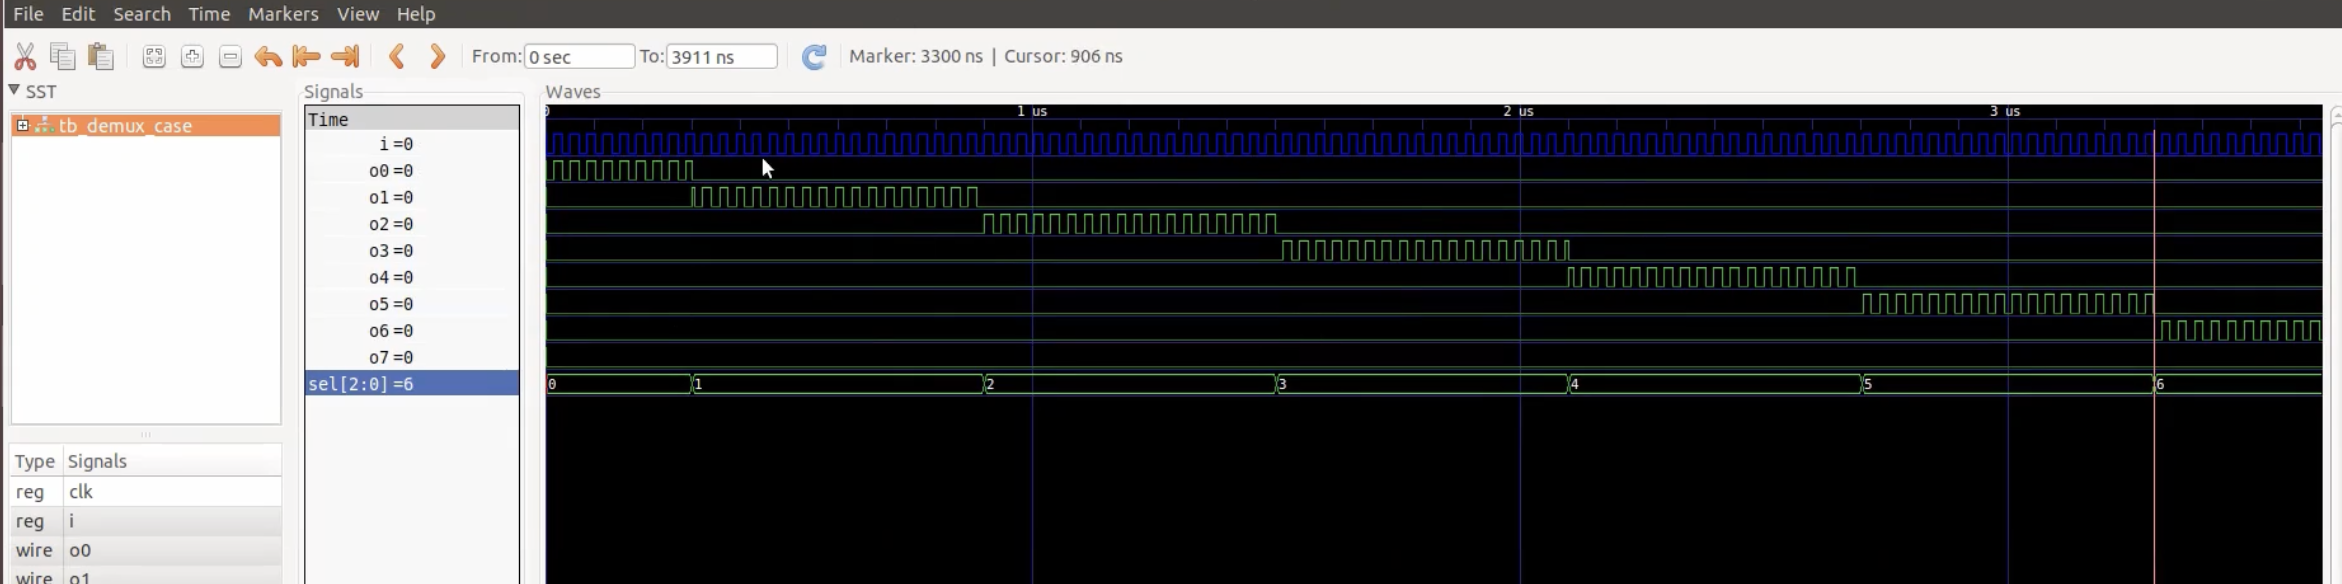 File Edit Search Time Markers View Help
From: 0 sec To: 3911 ns Marker: 3300 ns | Cursor: 906 ns
SST
tb_demux_case
Type Signals
reg clk
reg i
wire o0
wire o1
Signals
Time
i=0
o0=0
o1=0
o2=0
o3=0
o4=0
o5=0
o6=0
o7=0
sel[2:0]=6
Waves
0 1 us 2 us 3 us
0 1 2 3 4 5 6